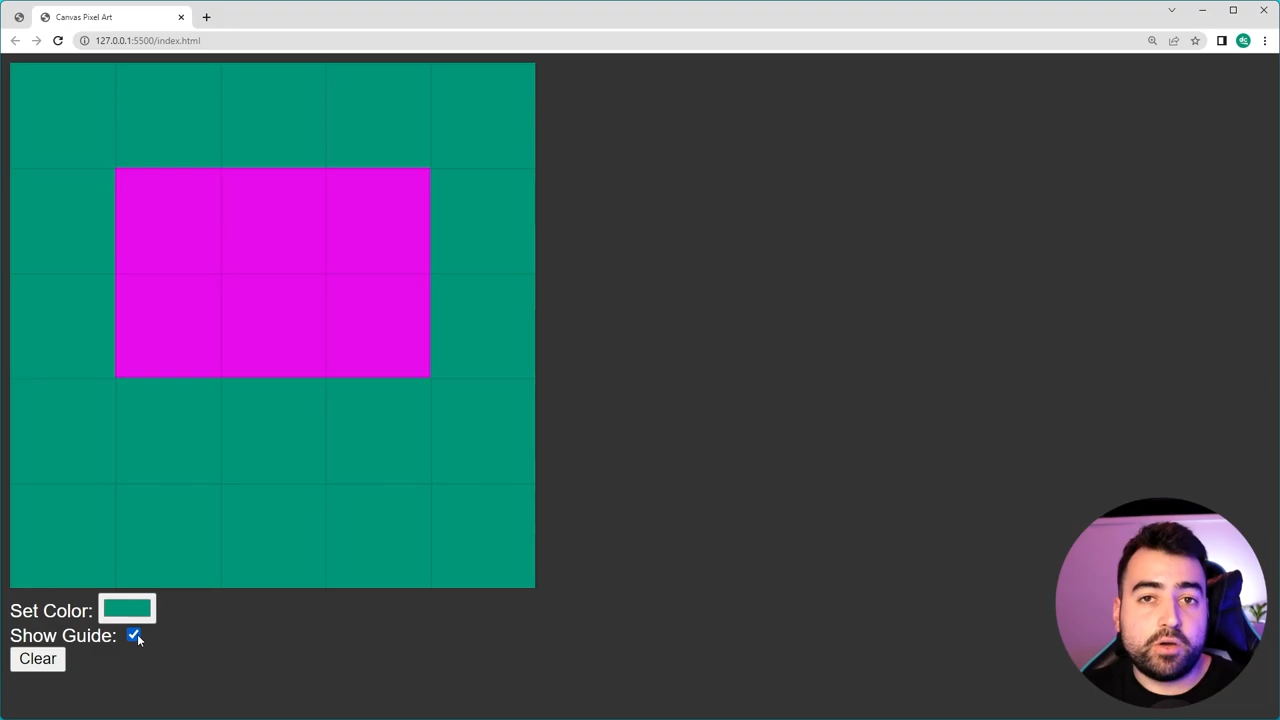 Canvas Pixel Art
127.0.0.1:5500/index.html
Set Color:
Show Guide:
Clear